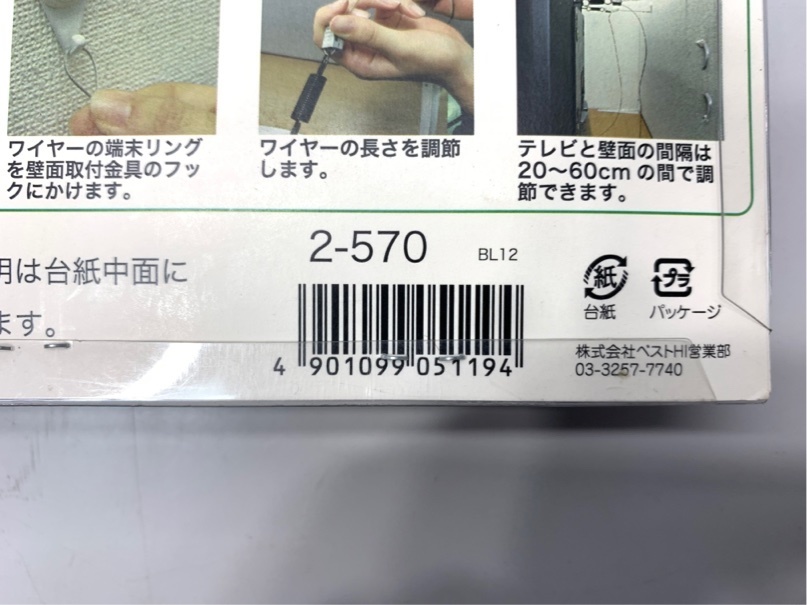 ワイヤーの端末リング
を壁面取付金具のフッ
クにかけます。
ワイヤーの長さを調節
します。
テレビと壁面の間隔は
20～60cmの間で調
節できます。
明は台紙中面に
ます。
2-570
BL12
4 901099 051194
紙
台紙
プラ
パッケージ
株式会社ベストHI営業部
03-3257-7740